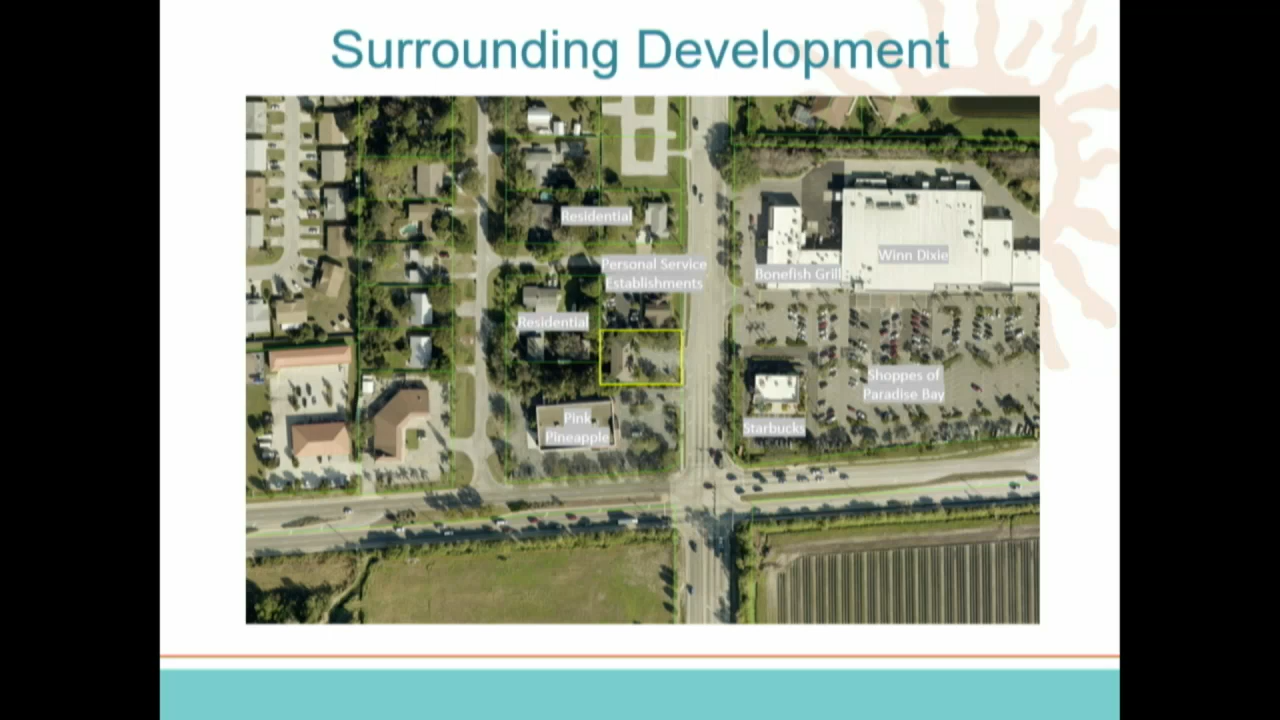 Surrounding Development
Residential
Personal Service
Establishments
Bonefish Grill
Winn Dixie
Residential
Shoppes of
Paradise Bay
Pink
Pineapple
Starbucks